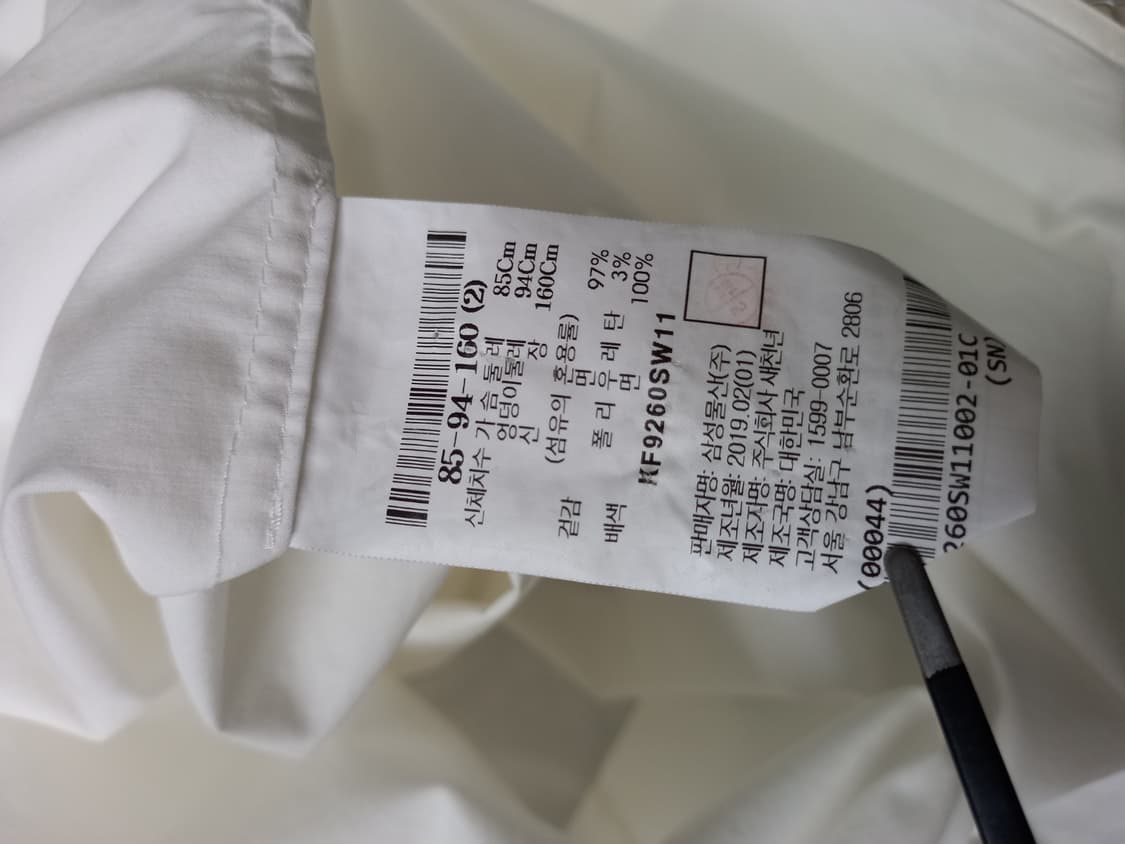 85-94-160 (2)
신체치수 가 슴 둘 레 85Cm
엉덩이둘레 94Cm
신 장 160Cm
(섬유의 혼용률)
겉감 면 97%
폴 리 우 레 탄 3%
배색 면 100%
KF9260SW11
판매자명: 삼성물산(주)
제조년월: 2019.02(01)
제조자명: 주식회사 새천년
제조국명: 대한민국
고객상담실: 1599-0007
서울 강남구 남부순환로 2806
(00044)
260SW11002-01C
(SN)